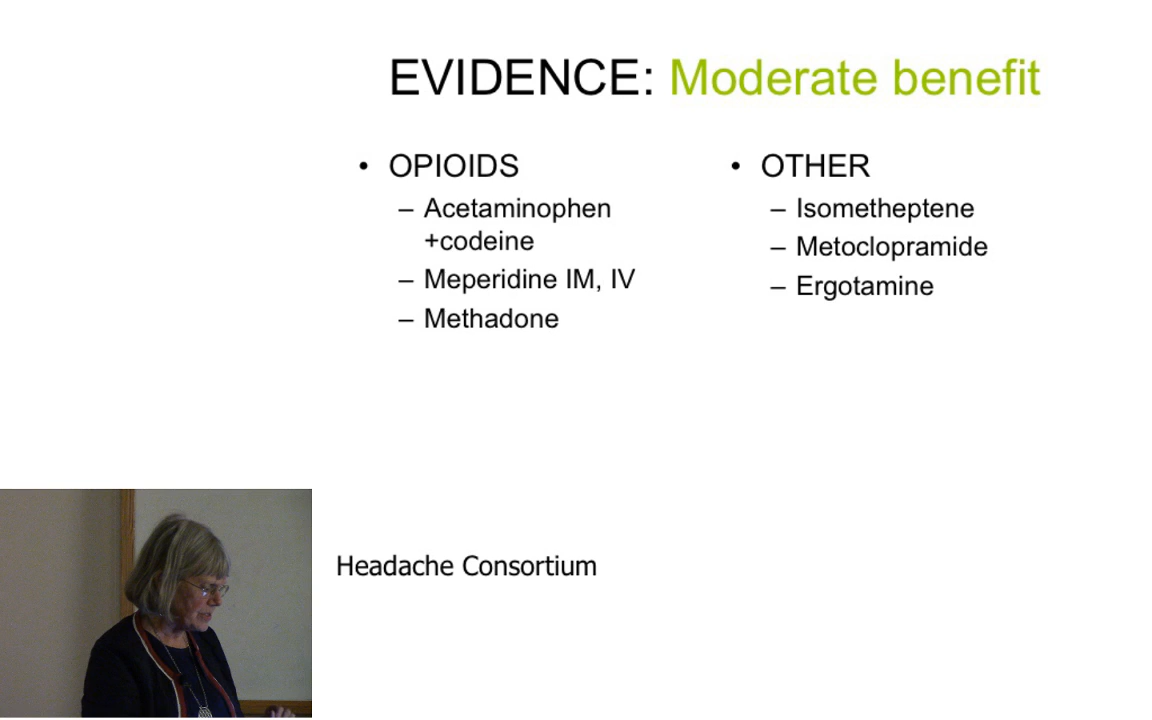 EVIDENCE: Moderate benefit
• OPIOIDS
– Acetaminophen
+codeine
– Meperidine IM, IV
– Methadone
• OTHER
– Isometheptene
– Metoclopramide
– Ergotamine
Headache Consortium